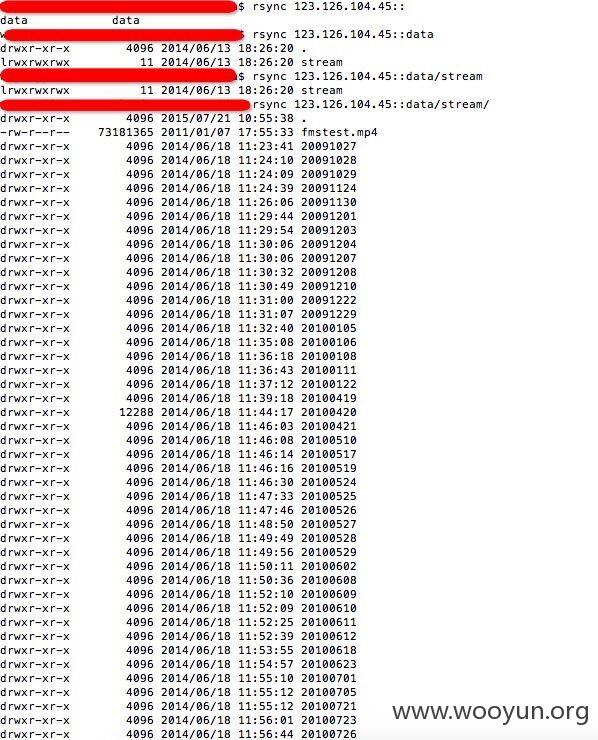 $ rsync 123.126.104.45::
data data
$ rsync 123.126.104.45::data
drwxr-xr-x 4096 2014/06/13 18:26:20 .
lrwxrwxrwx 11 2014/06/13 18:26:20 stream
$ rsync 123.126.104.45::data/stream
lrwxrwxrwx 11 2014/06/13 18:26:20 stream
rsync 123.126.104.45::data/stream/
drwxr-xr-x 4096 2015/07/21 10:55:38 .
-rw-r--r-- 73181365 2011/01/07 17:55:33 fmstest.mp4
drwxr-xr-x 4096 2014/06/18 11:23:41 20091027
drwxr-xr-x 4096 2014/06/18 11:24:10 20091028
drwxr-xr-x 4096 2014/06/18 11:24:09 20091029
drwxr-xr-x 4096 2014/06/18 11:24:39 20091124
drwxr-xr-x 4096 2014/06/18 11:26:06 20091130
drwxr-xr-x 4096 2014/06/18 11:29:44 20091201
drwxr-xr-x 4096 2014/06/18 11:29:54 20091203
drwxr-xr-x 4096 2014/06/18 11:30:06 20091204
drwxr-xr-x 4096 2014/06/18 11:30:06 20091207
drwxr-xr-x 4096 2014/06/18 11:30:32 20091208
drwxr-xr-x 4096 2014/06/18 11:30:49 20091210
drwxr-xr-x 4096 2014/06/18 11:31:00 20091222
drwxr-xr-x 4096 2014/06/18 11:31:07 20091229
drwxr-xr-x 4096 2014/06/18 11:32:40 20100105
drwxr-xr-x 4096 2014/06/18 11:35:08 20100106
drwxr-xr-x 4096 2014/06/18 11:36:18 20100108
drwxr-xr-x 4096 2014/06/18 11:36:43 20100111
drwxr-xr-x 4096 2014/06/18 11:37:12 20100122
drwxr-xr-x 4096 2014/06/18 11:39:18 20100419
drwxr-xr-x 12288 2014/06/18 11:44:17 20100420
drwxr-xr-x 4096 2014/06/18 11:46:03 20100421
drwxr-xr-x 4096 2014/06/18 11:46:08 20100510
drwxr-xr-x 4096 2014/06/18 11:46:14 20100517
drwxr-xr-x 4096 2014/06/18 11:46:16 20100519
drwxr-xr-x 4096 2014/06/18 11:46:30 20100524
drwxr-xr-x 4096 2014/06/18 11:47:33 20100525
drwxr-xr-x 4096 2014/06/18 11:47:46 20100526
drwxr-xr-x 4096 2014/06/18 11:48:50 20100527
drwxr-xr-x 4096 2014/06/18 11:49:49 20100528
drwxr-xr-x 4096 2014/06/18 11:49:56 20100529
drwxr-xr-x 4096 2014/06/18 11:50:11 20100602
drwxr-xr-x 4096 2014/06/18 11:50:36 20100608
drwxr-xr-x 4096 2014/06/18 11:52:10 20100609
drwxr-xr-x 4096 2014/06/18 11:52:09 20100610
drwxr-xr-x 4096 2014/06/18 11:52:25 20100611
drwxr-xr-x 4096 2014/06/18 11:52:39 20100612
drwxr-xr-x 4096 2014/06/18 11:53:55 20100618
drwxr-xr-x 4096 2014/06/18 11:54:57 20100623
drwxr-xr-x 4096 2014/06/18 11:55:10 20100701
drwxr-xr-x 4096 2014/06/18 11:55:12 20100705
drwxr-xr-x 4096 2014/06/18 11:55:12 20100721
drwxr-xr-x 4096 2014/06/18 11:56:01 20100723
drwxr-xr-x 4096 2014/06/18 11:56:44 20100726
www.wooyun.org